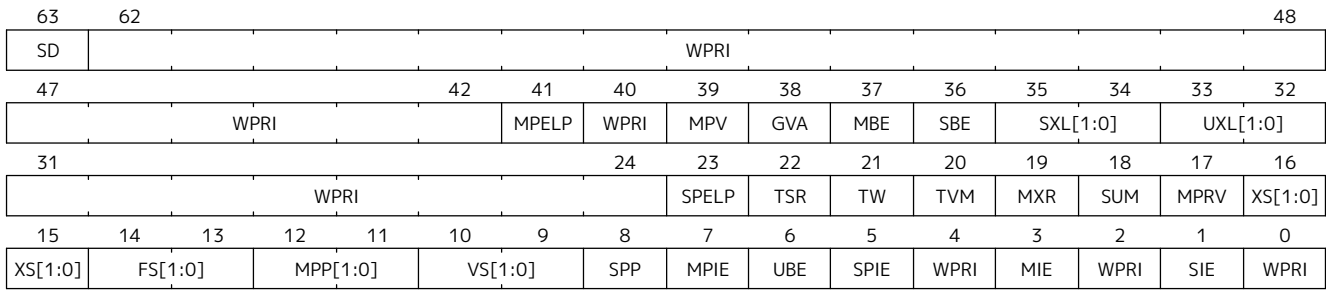 63 62 48
SD WPRI
47 42 41 40 39 38 37 36 35 34 33 32
WPRI MPELP WPRI MPV GVA MBE SBE SXL[1:0] UXL[1:0]
31 24 23 22 21 20 19 18 17 16
WPRI SPELP TSR TW TVM MXR SUM MPRV XS[1:0]
15 14 13 12 11 10 9 8 7 6 5 4 3 2 1 0
XS[1:0] FS[1:0] MPP[1:0] VS[1:0] SPP MPIE UBE SPIE WPRI MIE WPRI SIE WPRI